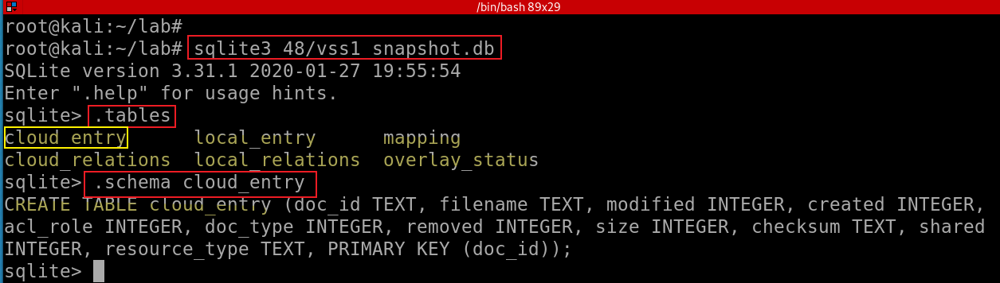 /bin/bash 89x29
root@kali:~/lab#
root@kali:~/lab# sqlite3 48/vss1_snapshot.db
SQLite version 3.31.1 2020-01-27 19:55:54
Enter ".help" for usage hints.
sqlite> .tables
cloud_entry local_entry mapping
cloud_relations local_relations overlay_status
sqlite> .schema cloud_entry
CREATE TABLE cloud_entry (doc_id TEXT, filename TEXT, modified INTEGER, created INTEGER,
acl_role INTEGER, doc_type INTEGER, removed INTEGER, size INTEGER, checksum TEXT, shared
INTEGER, resource_type TEXT, PRIMARY KEY (doc_id));
sqlite>